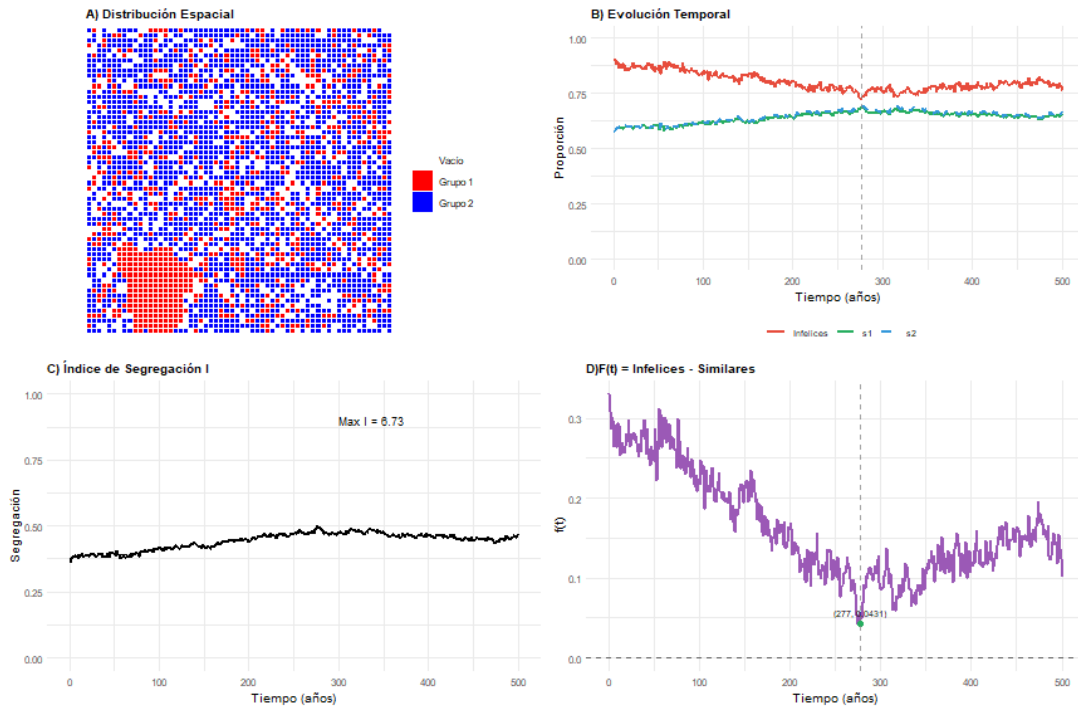 A) Distribución Espacial
Vacío
Grupo 1
Grupo 2
B) Evolución Temporal
Proporción
1.00
0.75
0.50
0.25
0.00
0 100 200 300 400 500
Tiempo (años)
Infelices s1 s2
C) Índice de Segregación I
Segregación
1.00
0.75
0.50
0.25
0.00
Max I = 6.73
0 100 200 300 400 500
Tiempo (años)
D)F(t) = Infelices - Similares
f(t)
0.3
0.2
0.1
0.0
(277, 0.0431)
0 100 200 300 400 500
Tiempo (años)